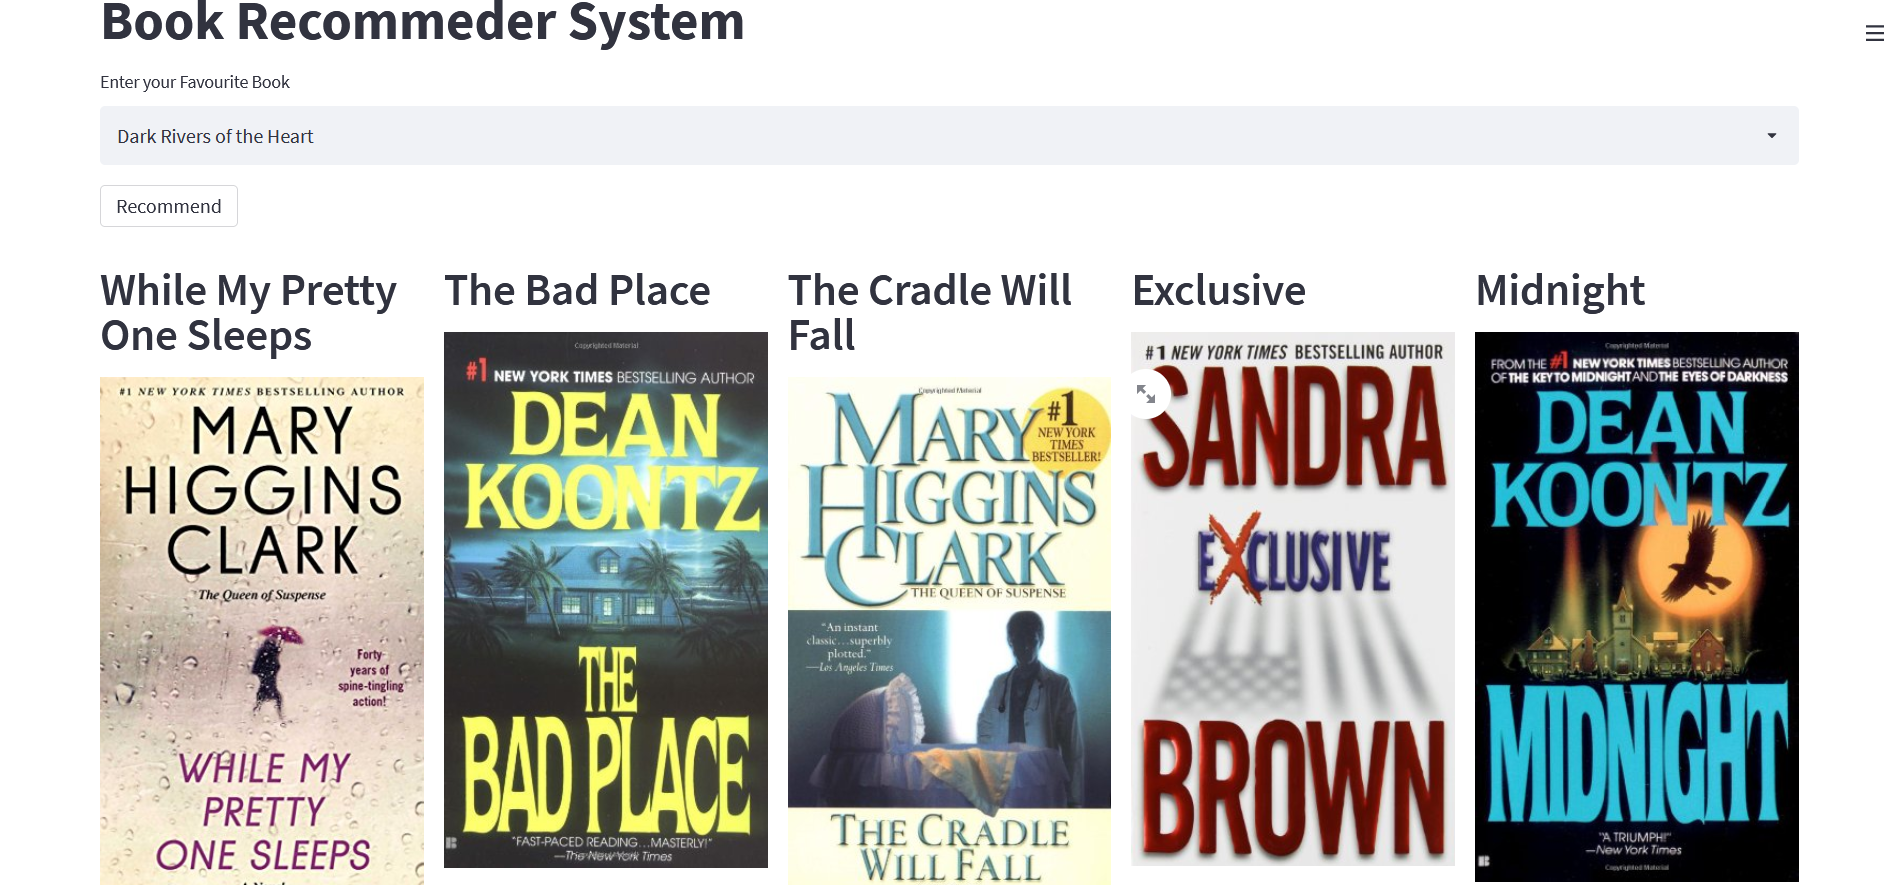 Book Recommeder System
Enter your Favourite Book
Dark Rivers of the Heart
Recommend
While My Pretty
One Sleeps
#1 NEW YORK TIMES BESTSELLING AUTHOR
MARY
HIGGINS
CLARK
The Queen of Suspense
Forty
years of
spine-tingling
action!
WHILE MY
PRETTY
ONE SLEEPS
The Bad Place
Copyrighted Material
#1 NEW YORK TIMES BESTSELLING AUTHOR
DEAN
KOONTZ
THE
BAD PLACE
"FAST-PACED READING...MASTERLY!"
—The New York Times
The Cradle Will
Fall
Copyrighted Material
MARY
HIGGINS
CLARK
#1
NEW YORK
TIMES
BESTSELLER!
THE QUEEN OF SUSPENSE
"An instant
classic...superbly
plotted."
—Los Angeles Times
THE CRADLE
WILL FALL
Exclusive
#1 NEW YORK TIMES BESTSELLING AUTHOR
SANDRA
EXCLUSIVE
BROWN
Midnight
Copyrighted Material
FROM THE #1 NEW YORK TIMES BESTSELLING AUTHOR
OF THE KEY TO MIDNIGHT AND THE EYES OF DARKNESS
DEAN
KOONTZ
MIDNIGHT
"A TRIUMPH!"
—New York Times
Copyrighted Material